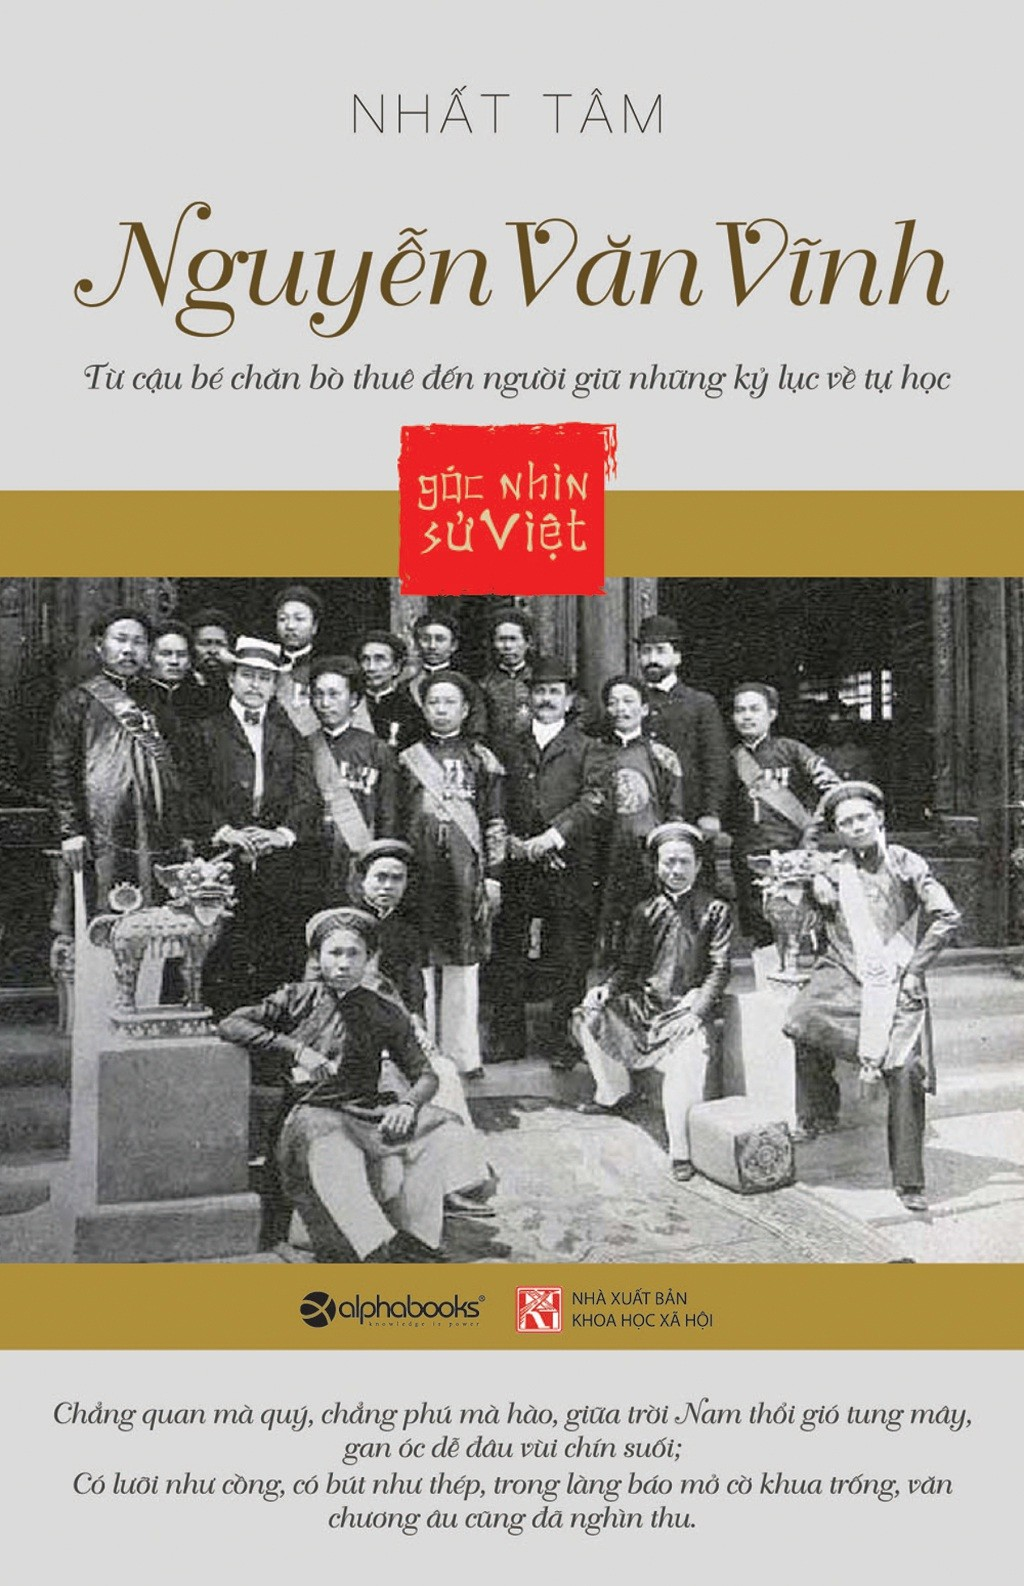 NHẤT TÂM
Nguyễn Văn Vĩnh
Từ cậu bé chăn bò thuê đến người giữ những kỷ lục về tự học
góc nhìn
sử Việt
alphabooks®
knowledge is power
NHÀ XUẤT BẢN
KHOA HỌC XÃ HỘI
Chẳng quan mà quý, chẳng phú mà hào, giữa trời Nam thổi gió tung mây,
gan óc dễ đâu vùi chín suối;
Có lưỡi như cồng, có bút như thép, trong làng báo mở cờ khua trống, văn
chương âu cũng đã nghìn thu.